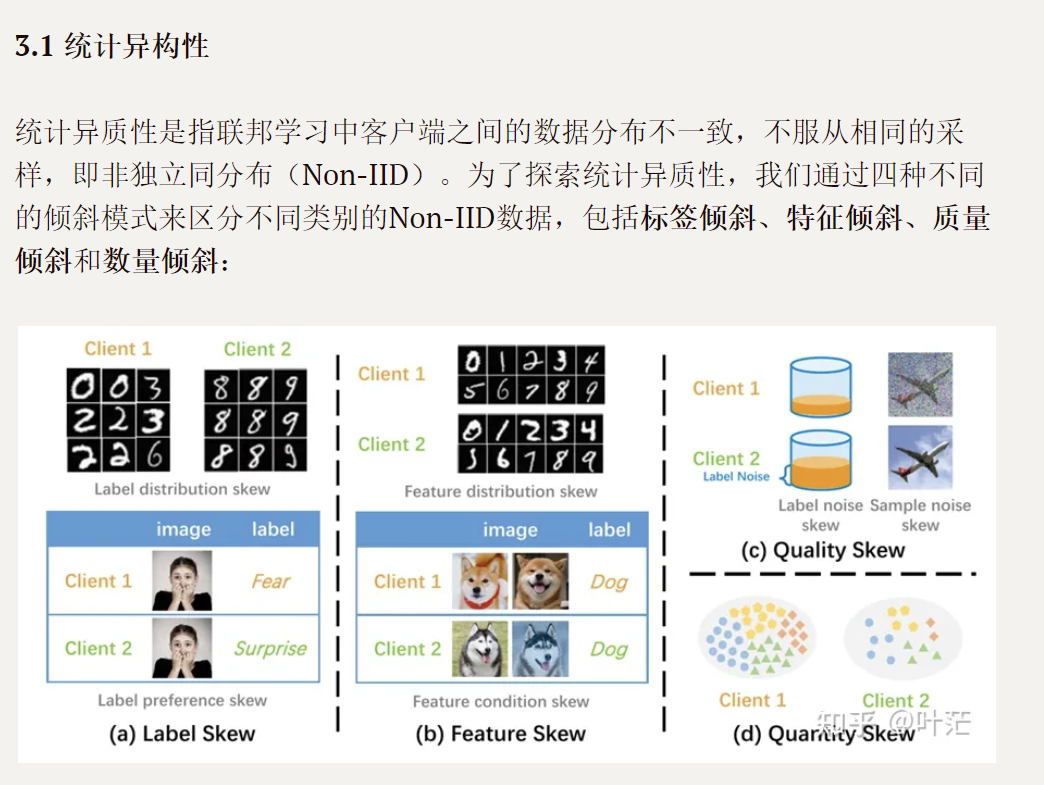 3.1 统计异构性
统计异质性是指联邦学习中客户端之间的数据分布不一致，不服从相同的采
样，即非独立同分布（Non-IID）。为了探索统计异质性，我们通过四种不同
的倾斜模式来区分不同类别的Non-IID数据，包括标签倾斜、特征倾斜、质量
倾斜和数量倾斜：
Client 1
Client 2
0 0 3 8 8 9
2 2 3 8 8 9
2 2 6 8 8 9
Label distribution skew
image label
Client 1 Fear
Client 2 Surprise
Label preference skew
(a) Label Skew
Client 1
0 1 2 3 4
5 6 7 8 9
Client 2
0 1 2 3 4
5 6 7 8 9
Feature distribution skew
image label
Client 1 Dog
Client 2 Dog
Feature condition skew
(b) Feature Skew
Client 1
Client 2
Label Noise
Label noise
skew
Sample noise
skew
(c) Quality Skew
Client 1
Client 2
(d) Quantity Skew
知乎 @叶茫